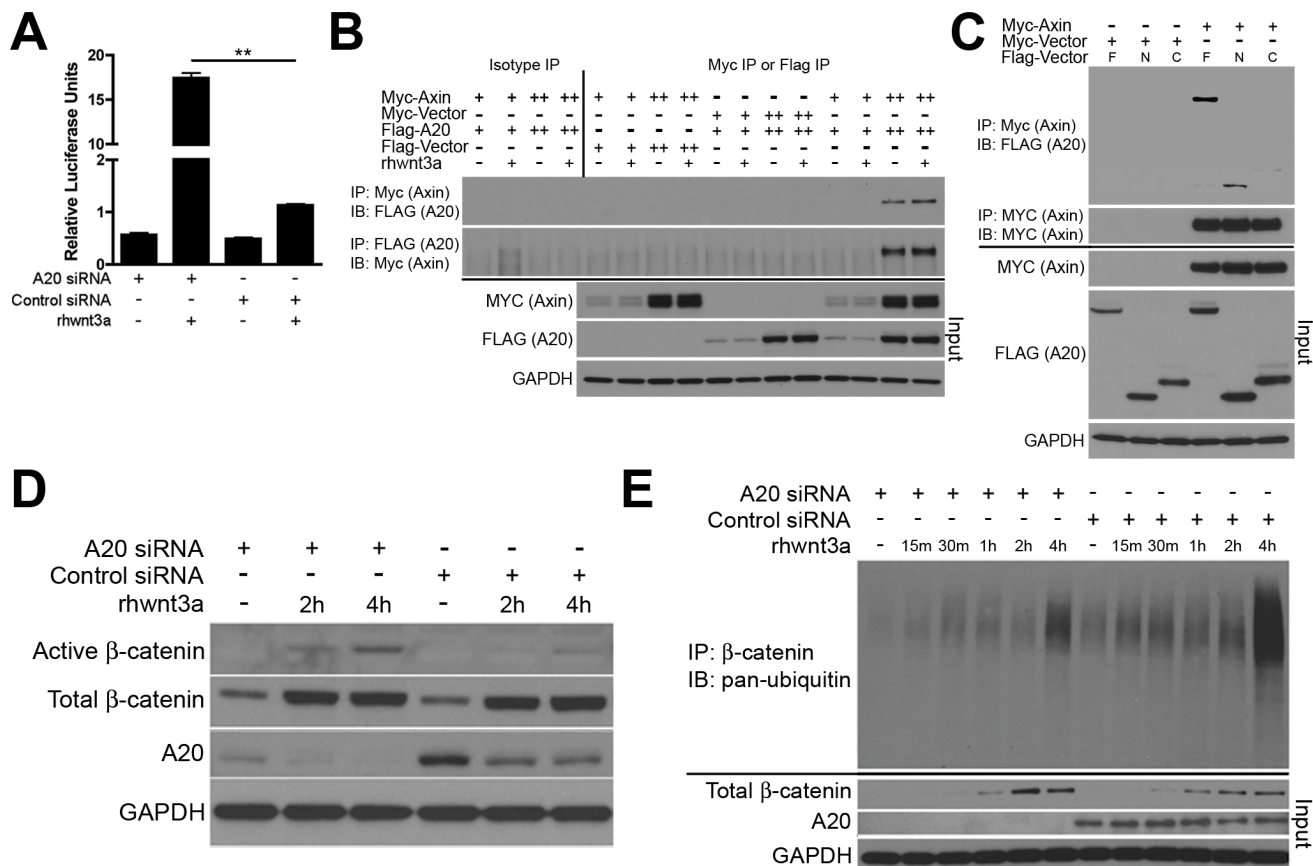 A
Relative Luciferase Units
20
15
10
2
1
0
A20 siRNA + + - -
Control siRNA - - + +
rhwnt3a - + - +
B
Isotype IP Myc IP or Flag IP
Myc-Axin + + ++ ++ + + ++ ++ - - - - + + ++ ++
Myc-Vector - - - - - - - - + + ++ ++ - - - -
Flag-A20 + + ++ ++ - - - - + + ++ ++ + + ++ ++
Flag-Vector - - - - + + ++ ++ - - - - - - - -
rhwnt3a - + - + - + - + - + - + - + - +
IP: Myc (Axin)
IB: FLAG (A20)
IP: FLAG (A20)
IB: Myc (Axin)
MYC (Axin)
FLAG (A20)
GAPDH
Input
**
C
Myc-Axin - - - + + +
Myc-Vector + + + - - -
Flag-Vector F N C F N C
IP: Myc (Axin)
IB: FLAG (A20)
IP: MYC (Axin)
IB: MYC (Axin)
MYC (Axin)
FLAG (A20)
GAPDH
Input
D
A20 siRNA + + + - - -
Control siRNA - - - + + +
rhwnt3a - 2h 4h - 2h 4h
Active β-catenin
Total β-catenin
A20
GAPDH
E
A20 siRNA + + + + + + - - - - - -
Control siRNA - - - - - - + + + + + +
rhwnt3a - 15m 30m 1h 2h 4h - 15m 30m 1h 2h 4h
IP: β-catenin
IB: pan-ubiquitin
Total β-catenin
A20
GAPDH
Input